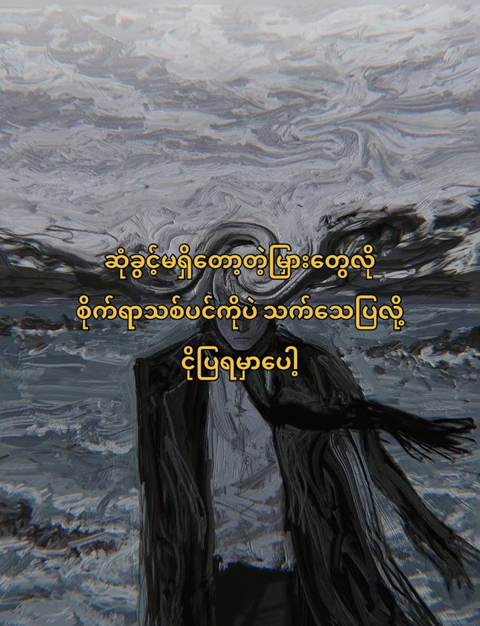 ဆုံခွင့်မရှိတော့တဲ့မြှားတွေလို
စိုက်ရာသစ်ပင်ကိုပဲ သက်သေပြလို့
ငိုပြရမှာပေါ့